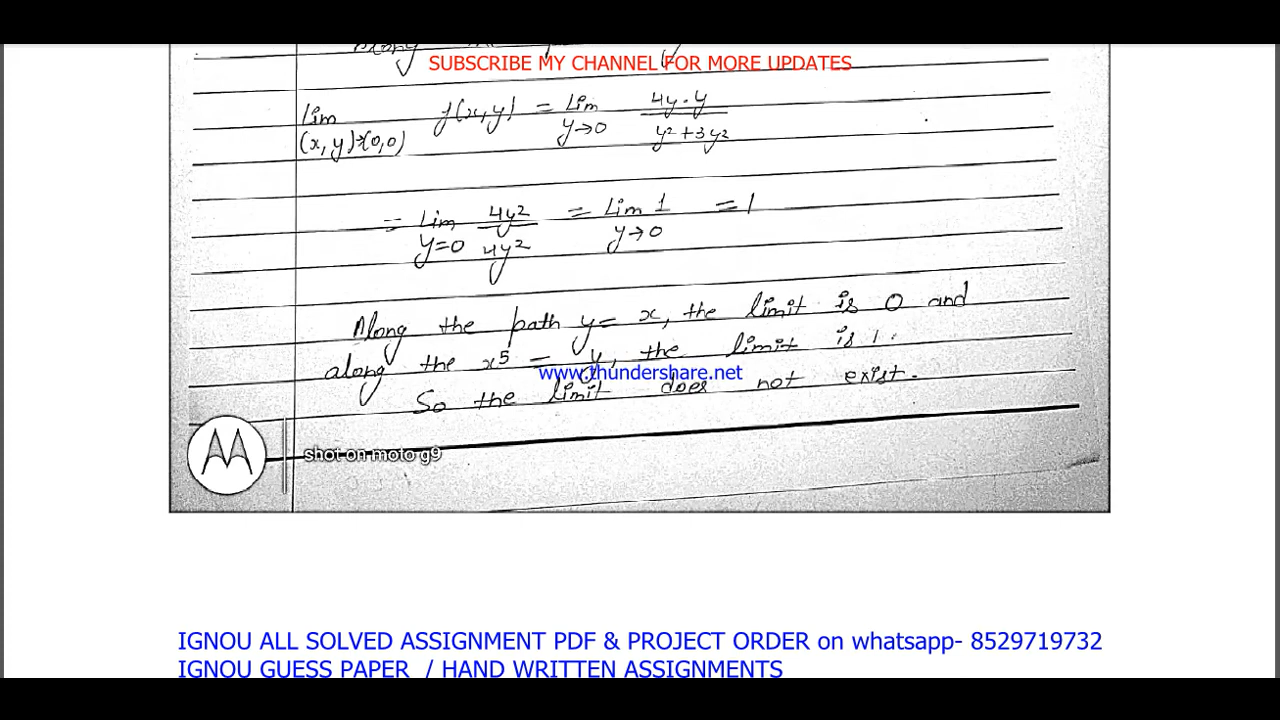 Along
SUBSCRIBE MY CHANNEL FOR MORE UPDATES
lim f(x,y) = lim 4y.y
(x,y)→(0,0) y→0 y²+3y²
= lim 4y² = lim 1 = 1
y=0 4y² y→0
Along the path y= x, the limit is 0 and
along the x⁵ = y, the limit is 1.
www.thundershare.net
So the limit does not exist.
shot on moto g9
IGNOU ALL SOLVED ASSIGNMENT PDF & PROJECT ORDER on whatsapp- 8529719732
IGNOU GUESS PAPER / HAND WRITTEN ASSIGNMENTS